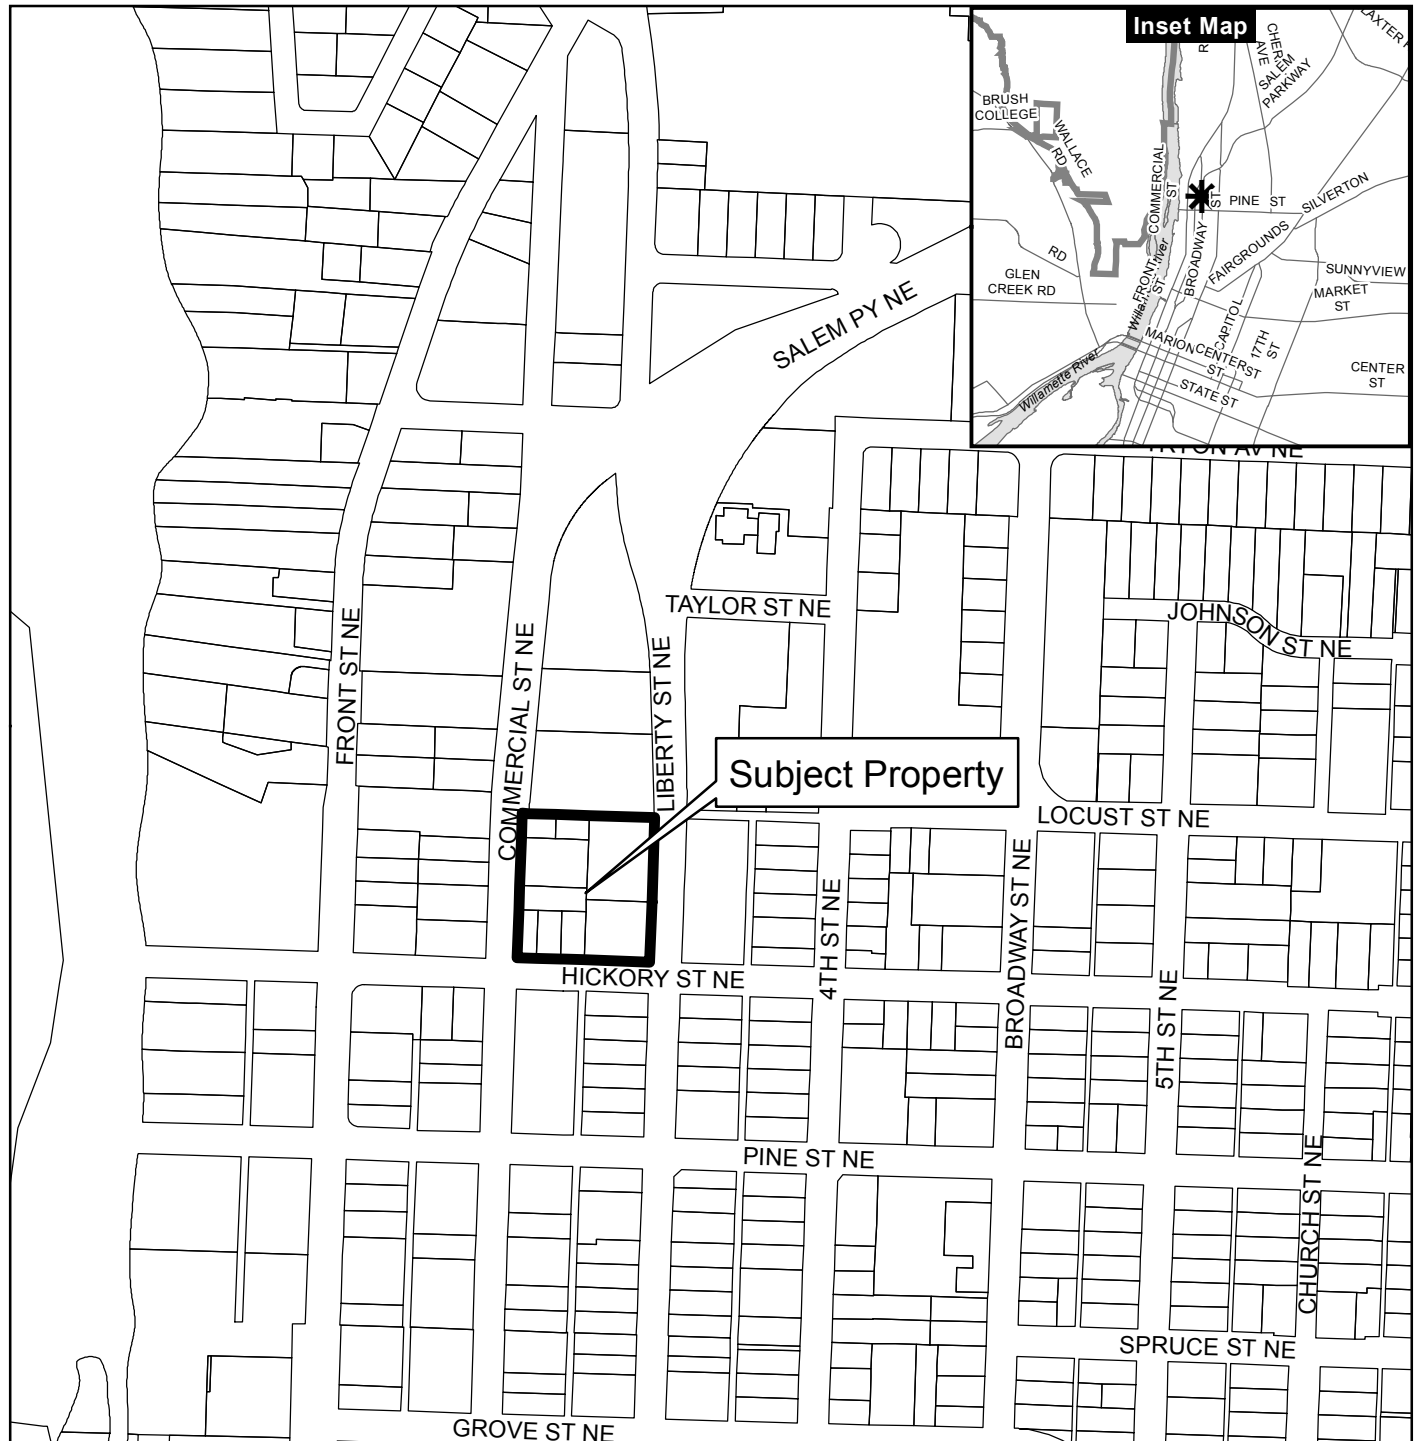 Inset Map
BRUSH
COLLEGE
WALLACE
RD
COMMERCIAL
ST
CHER
AVE
SALEM
PARKWAY
PINE ST
ST
SILVERTON
RD
GLEN
CREEK RD
FRONT
ST
BROADWAY
FAIRGROUNDS
SUNNYVIEW
MARKET
ST
CAPITOL
17TH
ST
MARION
ST
CENTER ST
CENTER
ST
STATE ST
Willamette River
SALEM PY NE
TAYLOR ST NE
JOHNSON ST NE
FRONT ST NE
COMMERCIAL ST NE
LIBERTY ST NE
Subject Property
LOCUST ST NE
4TH ST NE
BROADWAY ST NE
HICKORY ST NE
5TH ST NE
PINE ST NE
CHURCH ST NE
SPRUCE ST NE
GROVE ST NE